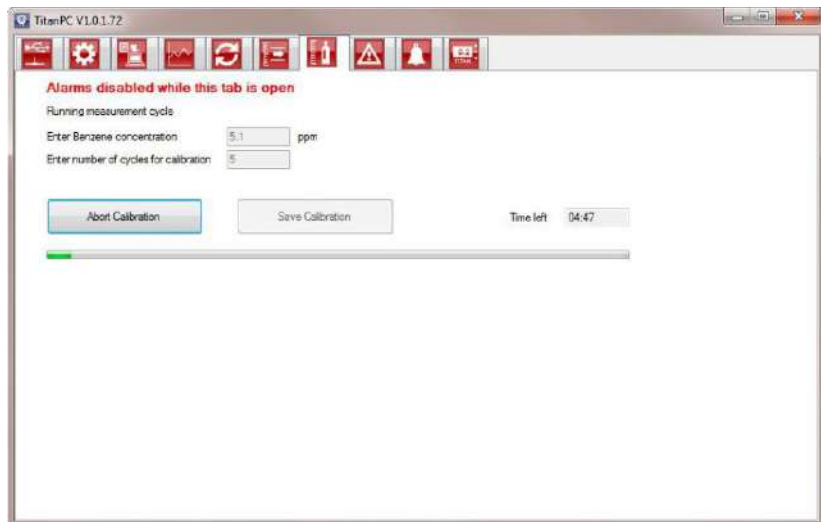 TitanPC V1.0.1.72
TITAN
Alarms disabled while this tab is open
Running measurement cycle
Enter Benzene concentration 5.1 ppm
Enter number of cycles for calibration 5
Abort Calibration Save Calibration Time left 04:47